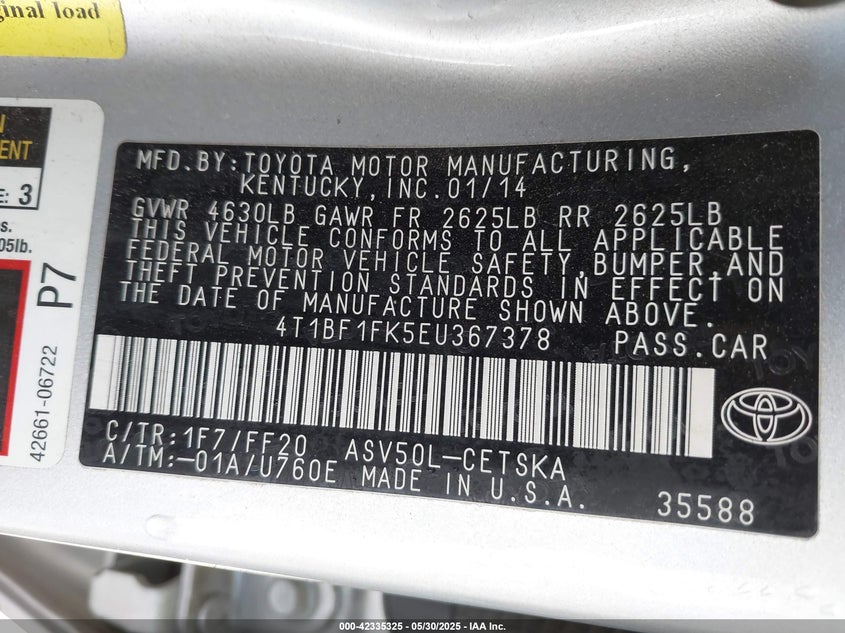 ginal load
N
ENT
E: 3
s.
05lb.
P7
42661-06722
MFD.BY:TOYOTA MOTOR MANUFACTURING,
KENTUCKY,INC.01/14
GVWR 4630LB GAWR FR 2625LB RR 2625LB
THIS VEHICLE CONFORMS TO ALL APPLICABLE
FEDERAL MOTOR VEHICLE SAFETY,BUMPER,AND
THEFT PREVENTION STANDARDS IN EFFECT ON
THE DATE OF MANUFACTURE SHOWN ABOVE.
4T1BF1FK5EU367378 PASS.CAR
C/TR:1F7/FF20 ASV50L-CETSKA
A/TM:-01A/U760E MADE IN U.S.A.
35588
000-42335325 — 05/30/2025 — IAA, Inc.